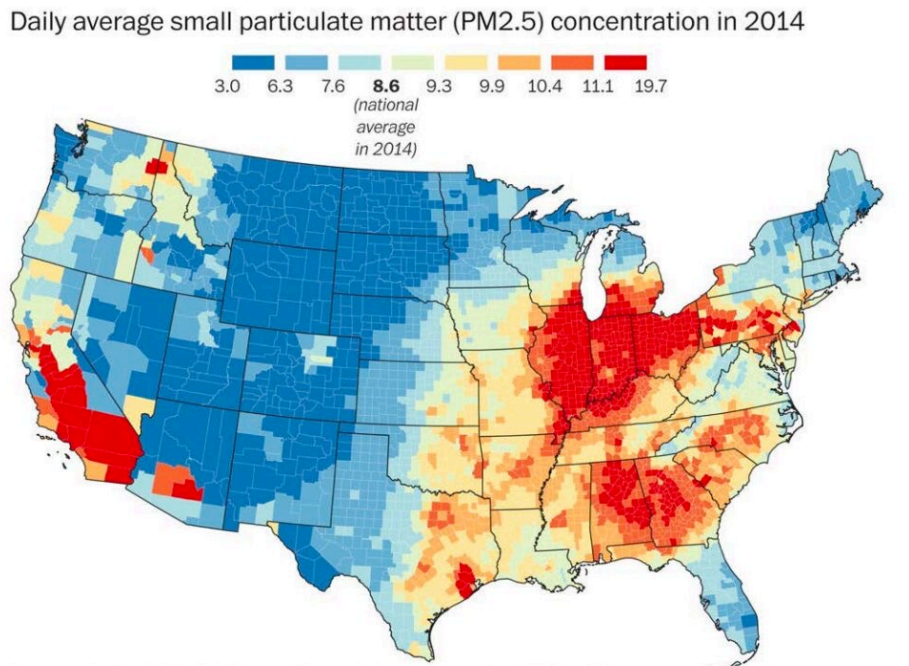 Daily average small particulate matter (PM2.5) concentration in 2014
3.0 6.3 7.6 8.6 9.3 9.9 10.4 11.1 19.7
(national
average
in 2014)